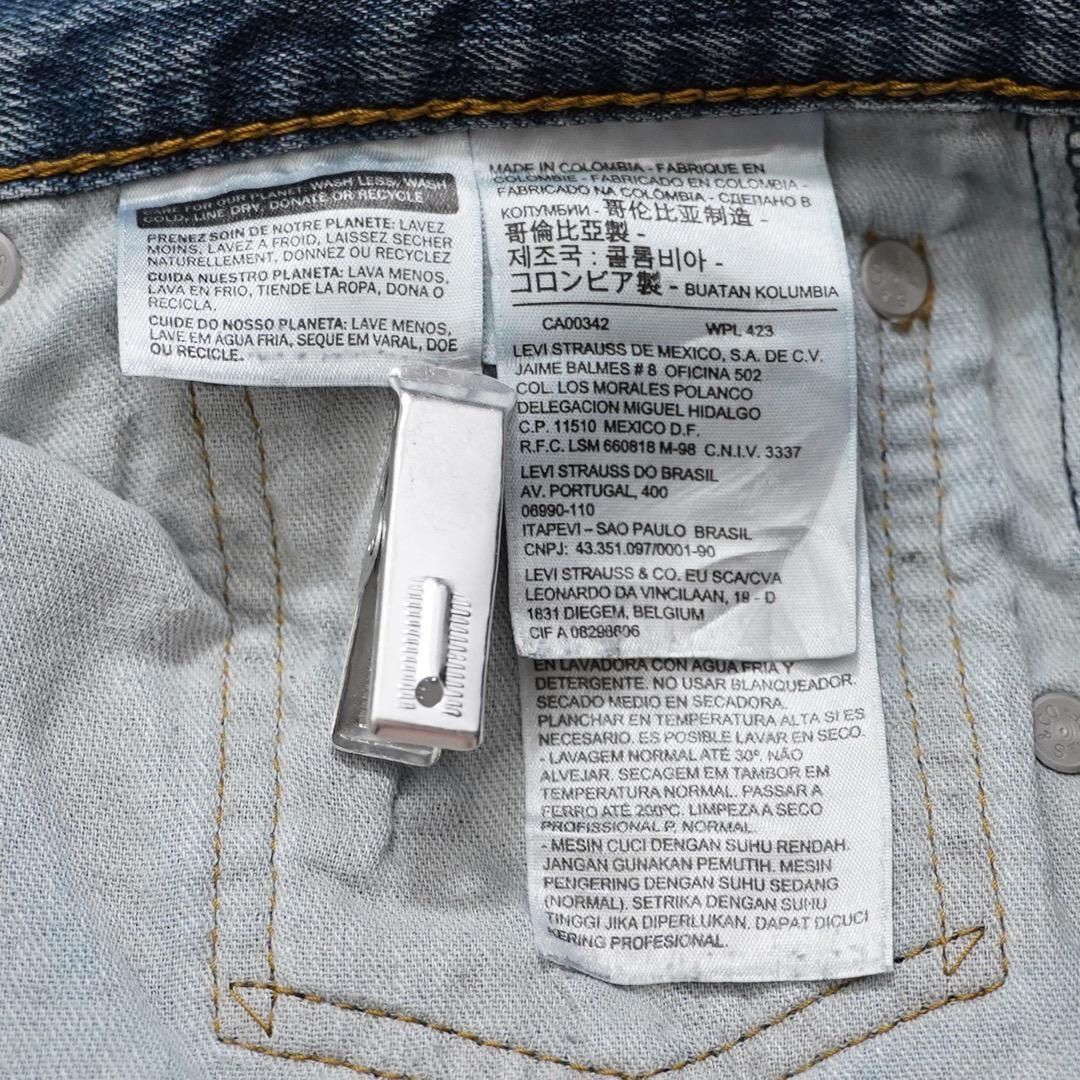 CARE FOR OUR PLANET: WASH LESS, WASH
COLD, LINE DRY, DONATE OR RECYCLE
PRENEZ SOIN DE NOTRE PLANETE: LAVEZ
MOINS, LAVEZ A FROID, LAISSEZ SECHER
NATURELLEMENT, DONNEZ OU RECYCLEZ
CUIDA NUESTRO PLANETA: LAVA MENOS,
LAVA EN FRIO, TIENDE LA ROPA, DONA O
RECICLA.
CUIDE DO NOSSO PLANETA: LAVE MENOS,
LAVE EM ÁGUA FRIA, SEQUE EM VARAL, DOE
OU RECICLE.
MADE IN COLOMBIA - FABRIQUE EN
COLOMBIE - FABRICADO EN COLOMBIA -
FABRICADO NA COLÔMBIA - СДЕЛАНО В
КОЛУМБИИ - 哥伦比亚制造 -
哥倫比亞製 -
제조국 : 콜롬비아 -
コロンビア製 - BUATAN KOLUMBIA
CA00342 WPL 423
LEVI STRAUSS DE MEXICO, S.A. DE C.V.
JAIME BALMES # 8 OFICINA 502
COL. LOS MORALES POLANCO
DELEGACION MIGUEL HIDALGO
C.P. 11510 MEXICO D.F.
R.F.C. LSM 660818 M-98 C.N.I.V. 3337
LEVI STRAUSS DO BRASIL
AV. PORTUGAL, 400
06990-110
ITAPEVI – SAO PAULO BRASIL
CNPJ: 43.351.097/0001-90
LEVI STRAUSS & CO. EU SCA/CVA
LEONARDO DA VINCILAAN, 19 - D
1831 DIEGEM, BELGIUM
CIF A 08298606
EN LAVADORA CON AGUA FRIA Y
DETERGENTE. NO USAR BLANQUEADOR.
SECADO MEDIO EN SECADORA.
PLANCHAR EN TEMPERATURA ALTA SI ES
NECESARIO. ES POSIBLE LAVAR EN SECO.
- LAVAGEM NORMAL ATÉ 30º. NÃO
ALVEJAR. SECAGEM EM TAMBOR EM
TEMPERATURA NORMAL. PASSAR A
FERRO ATÉ 200ºC. LIMPEZA A SECO
PROFISSIONAL P, NORMAL.
- MESIN CUCI DENGAN SUHU RENDAH.
JANGAN GUNAKAN PEMUTIH. MESIN
PENGERING DENGAN SUHU SEDANG
(NORMAL). SETRIKA DENGAN SUHU
TINGGI JIKA DIPERLUKAN. DAPAT DICUCI
KERING PROFESIONAL.